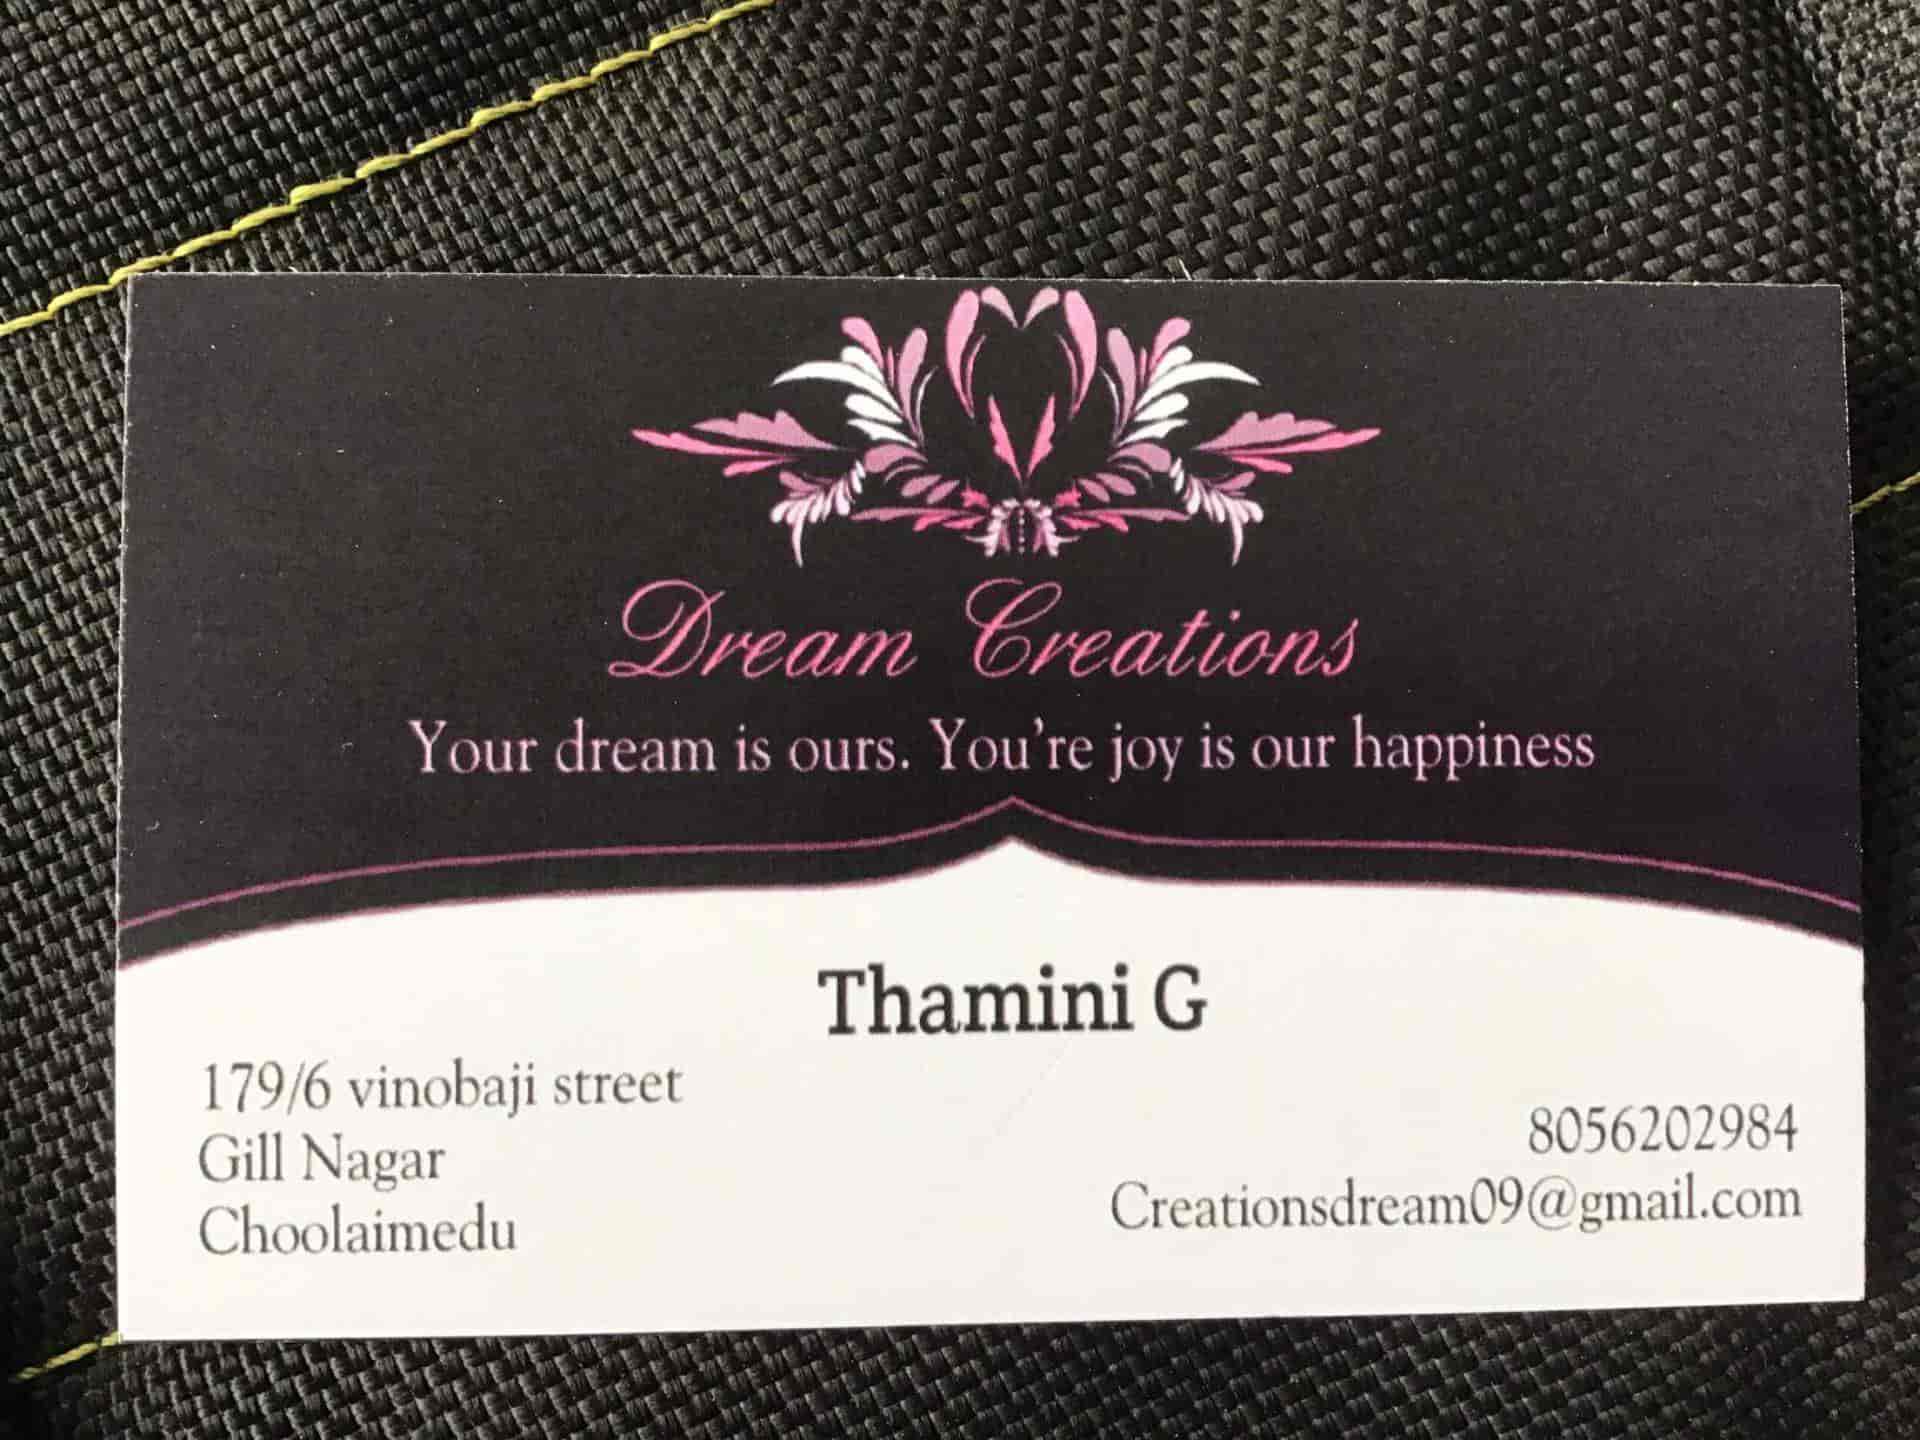 Dream Creations
Your dream is ours. You're joy is our happiness
Thamini G
179/6 vinobaji street
Gill Nagar
Choolaimedu
8056202984
Creationsdream09@gmail.com